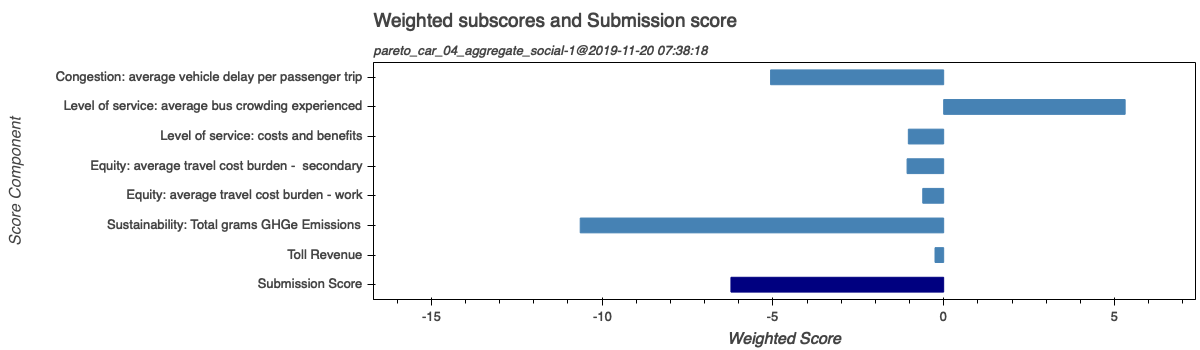 Weighted subscores and Submission score
pareto_car_04_aggregate_social-1@2019-11-20 07:38:18
Score Component
Congestion: average vehicle delay per passenger trip
Level of service: average bus crowding experienced
Level of service: costs and benefits
Equity: average travel cost burden - secondary
Equity: average travel cost burden - work
Sustainability: Total grams GHGe Emissions
Toll Revenue
Submission Score
-15 -10 -5 0 5
Weighted Score